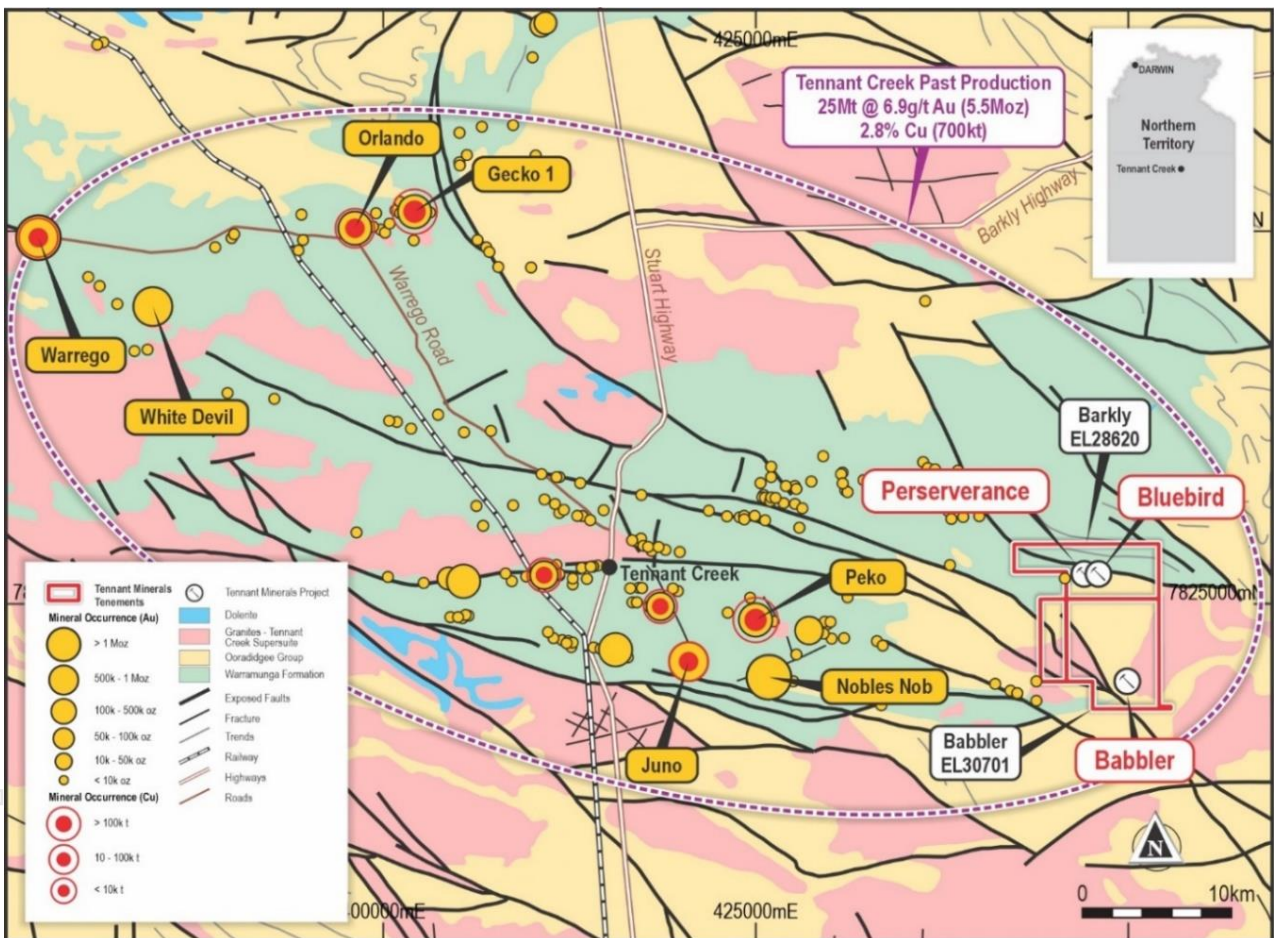 425000mE
Tennant Creek Past Production
25Mt @ 6.9g/t Au (5.5Moz)
2.8% Cu (700kt)
DARWIN
Northern
Territory
Tennant Creek
Orlando
Gecko 1
Barkly Highway
N
Stuart Highway
Warrego Road
Warrego
White Devil
Barkly
EL28620
Perserverance
Bluebird
Tennant Creek
Peko
7825000m
Nobles Nob
Juno
Babbler
EL30701
Babbler
Tennant Minerals
Tenements
Mineral Occurrence (Au)
> 1 Moz
500k - 1 Moz
100k - 500k oz
50k - 100k oz
10k - 50k oz
< 10k oz
Mineral Occurrence (Cu)
> 100k t
10 - 100k t
< 10k t
Tennant Minerals Project
Dolerite
Granites - Tennant
Creek Supersuite
Ooradidgee Group
Warramunga Formation
Exposed Faults
Fracture
Trends
Railway
Highways
Roads
00000mE
425000mE
N
0 10km